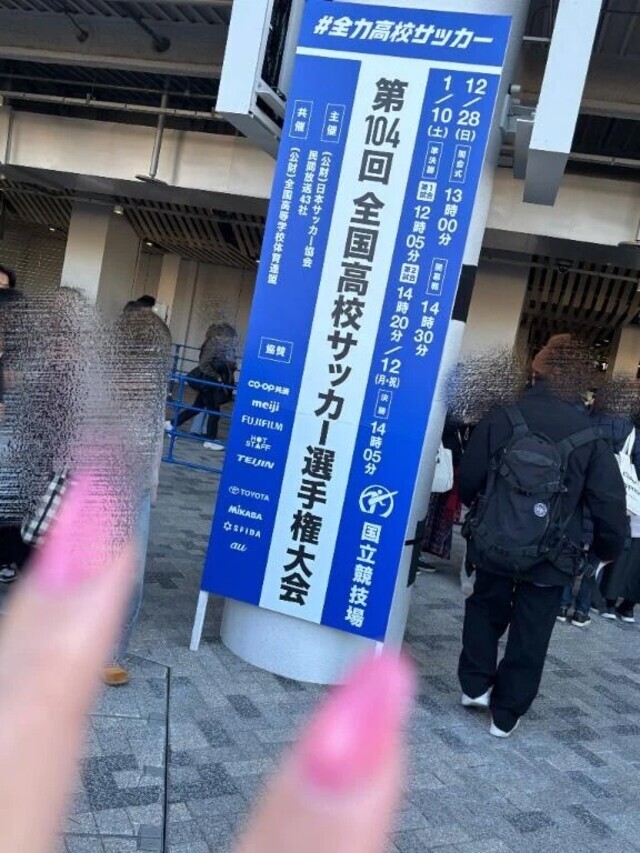 #全力高校サッカー
12/28(日) 開会式 13時00分 開幕戦 14時30分
1/10(土) 準決勝 第1試合 12時05分 第2試合 14時20分/12(月・祝) 決勝 14時05分
国立競技場
第104回 全国高校サッカー選手権大会
主催 (公財)日本サッカー協会
民間放送43社
共催 (公財)全国高等学校体育連盟
協賛
CO·OP共済
meiji
FUJIFILM
HOT STAFF
TEIJIN
TOYOTA
MIKASA
SFIDA
au